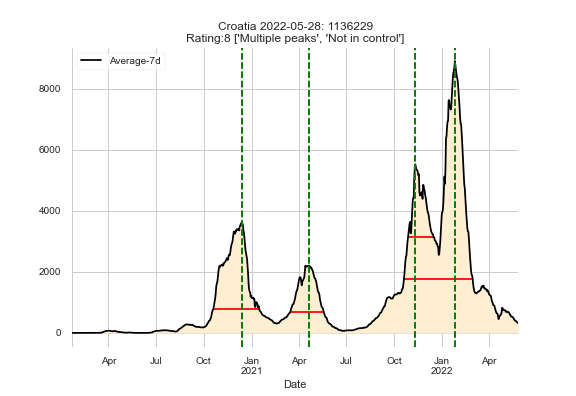 Croatia 2022-05-28: 1136229
Rating:8 ['Multiple peaks', 'Not in control']
Average-7d
8000
6000
4000
2000
0
Apr Jul Oct Jan Apr Jul Oct Jan Apr
2021 2022
Date